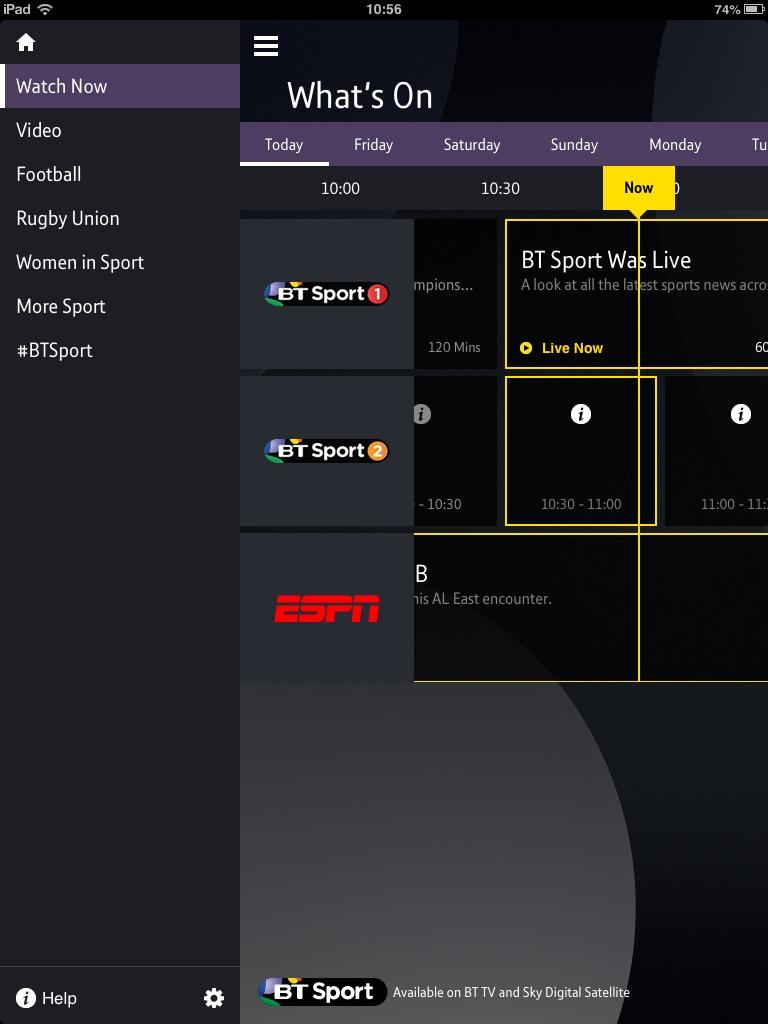 iPad 10:56 74%
Watch Now
Video
Football
Rugby Union
Women in Sport
More Sport
#BTSport
Help
What's On
Today Friday Saturday Sunday Monday Tu
10:00 10:30 Now 0
BT Sport 1
mpions...
120 Mins
BT Sport Was Live
A look at all the latest sports news acro
Live Now 60
BT Sport 2
- 10:30 10:30 - 11:00 11:00 - 11:
ESPN
B
his AL East encounter.
BT Sport Available on BT TV and Sky Digital Satellite